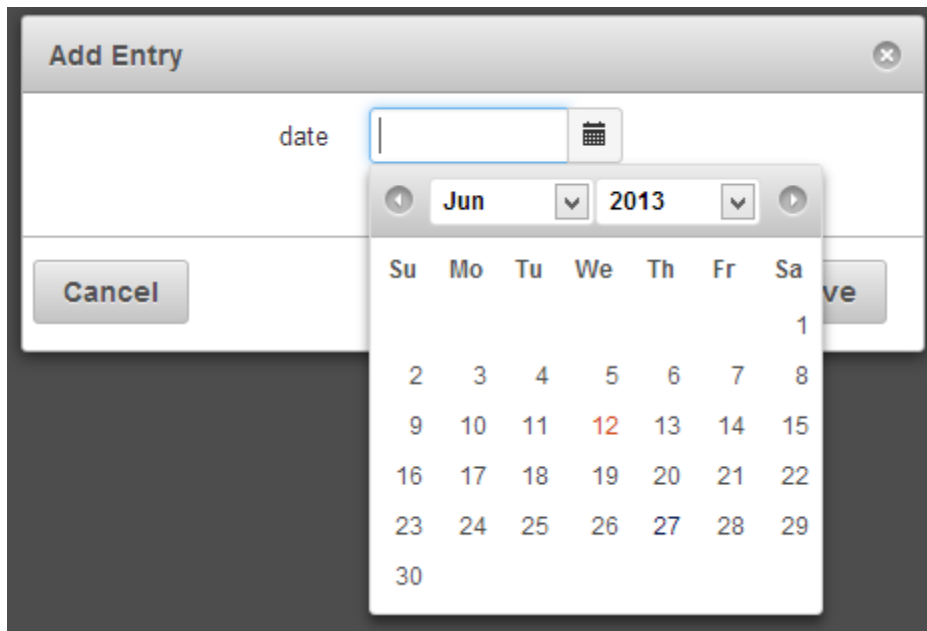 Add Entry
date
Jun 2013
Su Mo Tu We Th Fr Sa
1
2 3 4 5 6 7 8
9 10 11 12 13 14 15
16 17 18 19 20 21 22
23 24 25 26 27 28 29
30
Cancel ve